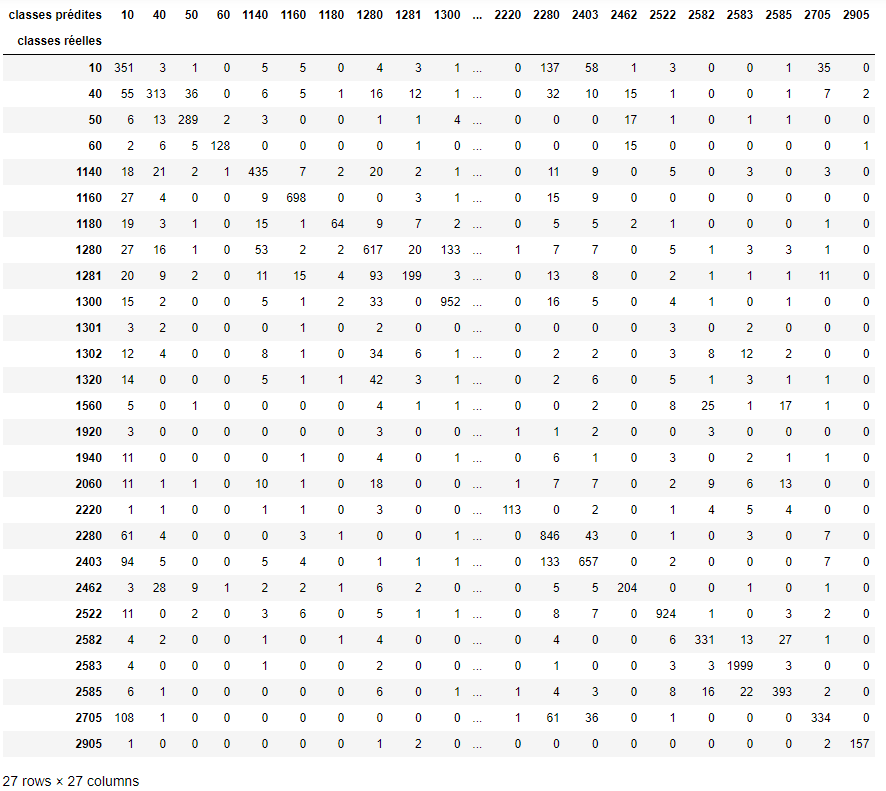 classes prédites 10 40 50 60 1140 1160 1180 1280 1281 1300 ... 2220 2280 2403 2462 2522 2582 2583 2585 2705 2905
classes réelles
10 351 3 1 0 5 5 0 4 3 1 ... 0 137 58 1 3 0 0 1 35 0
40 55 313 36 0 6 5 1 16 12 1 ... 0 32 10 15 1 0 0 1 7 2
50 6 13 289 2 3 0 0 1 1 4 ... 0 0 0 17 1 0 1 1 0 0
60 2 6 5 128 0 0 0 0 1 0 ... 0 0 0 15 0 0 0 0 0 1
1140 18 21 2 1 435 7 2 20 2 1 ... 0 11 9 0 5 0 3 0 3 0
1160 27 4 0 0 9 698 0 0 3 1 ... 0 15 9 0 0 0 0 0 0 0
1180 19 3 1 0 15 1 64 9 7 2 ... 0 5 5 2 1 0 0 0 1 0
1280 27 16 1 0 53 2 2 617 20 133 ... 1 7 7 0 5 1 3 3 1 0
1281 20 9 2 0 11 15 4 93 199 3 ... 0 13 8 0 2 1 1 1 11 0
1300 15 2 0 0 5 1 2 33 0 952 ... 0 16 5 0 4 1 0 1 0 0
1301 3 2 0 0 0 1 0 2 0 0 ... 0 0 0 0 3 0 2 0 0 0
1302 12 4 0 0 8 1 0 34 6 1 ... 0 2 2 0 3 8 12 2 0 0
1320 14 0 0 0 5 1 1 42 3 1 ... 0 2 6 0 5 1 3 1 1 0
1560 5 0 1 0 0 0 0 4 1 1 ... 0 0 2 0 8 25 1 17 1 0
1920 3 0 0 0 0 0 0 3 0 0 ... 1 1 2 0 0 3 0 0 0 0
1940 11 0 0 0 0 1 0 4 0 1 ... 0 6 1 0 3 0 2 1 1 0
2060 11 1 1 0 10 1 0 18 0 0 ... 1 7 7 0 2 9 6 13 0 0
2220 1 1 0 0 1 1 0 3 0 0 ... 113 0 2 0 1 4 5 4 0 0
2280 61 4 0 0 0 3 1 0 0 1 ... 0 846 43 0 1 0 3 0 7 0
2403 94 5 0 0 5 4 0 1 1 1 ... 0 133 657 0 2 0 0 0 7 0
2462 3 28 9 1 2 2 1 6 2 0 ... 0 5 5 204 0 0 1 0 1 0
2522 11 0 2 0 3 6 0 5 1 1 ... 0 8 7 0 924 1 0 3 2 0
2582 4 2 0 0 1 0 1 4 0 0 ... 0 4 0 0 6 331 13 27 1 0
2583 4 0 0 0 1 0 0 2 0 0 ... 0 1 0 0 3 3 1999 3 0 0
2585 6 1 0 0 0 0 0 6 0 1 ... 1 4 3 0 8 16 22 393 2 0
2705 108 1 0 0 0 0 0 0 0 0 ... 1 61 36 0 1 0 0 0 334 0
2905 1 0 0 0 0 0 0 1 2 0 ... 0 0 0 0 0 0 0 0 2 157
27 rows × 27 columns